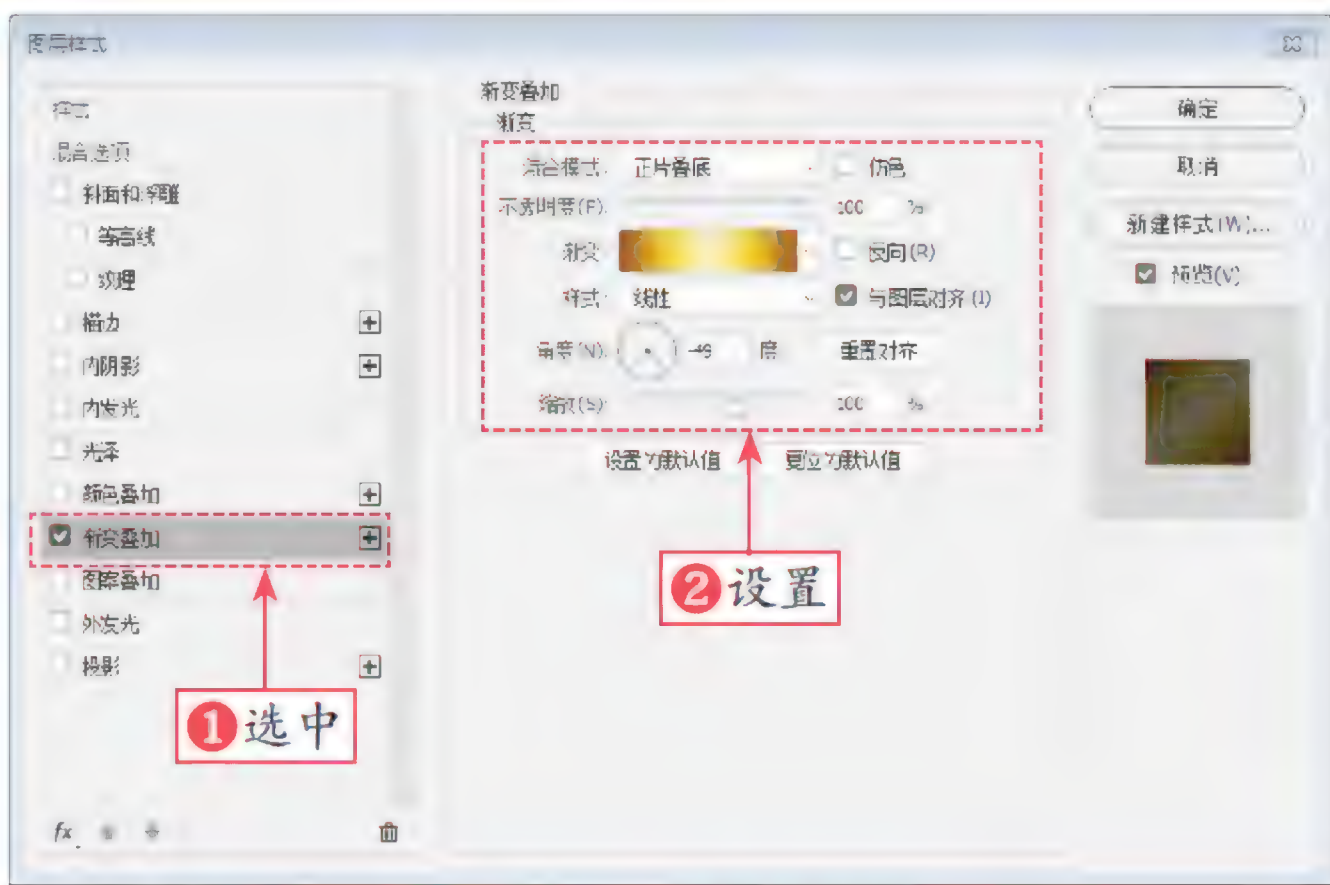 图层样式
样式
混合选项
斜面和浮雕
等高线
纹理
描边
内阴影
内发光
光泽
颜色叠加
渐变叠加
图案叠加
外发光
投影
❶选中
fx
渐变叠加
渐变
混合模式: 正片叠底 仿色
不透明度(P): 100 %
渐变: 反向(R)
样式: 线性 与图层对齐(I)
角度(N): -49 度 重置对齐
缩放(S): 100 %
设置为默认值 复位为默认值
❷设置
确定
取消
新建样式(W)...
预览(V)